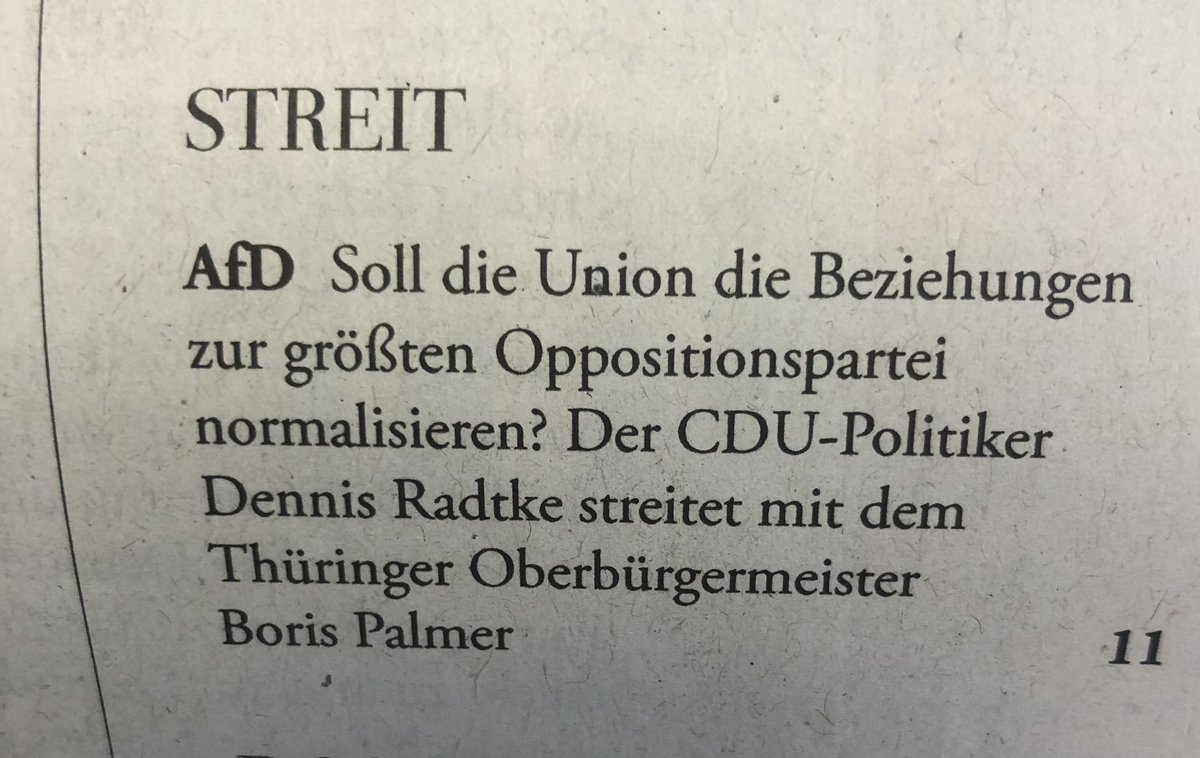 STREIT
AfD Soll die Union die Beziehungen
zur größten Oppositionspartei
normalisieren? Der CDU-Politiker
Dennis Radtke streitet mit dem
Thüringer Oberbürgermeister
Boris Palmer
11